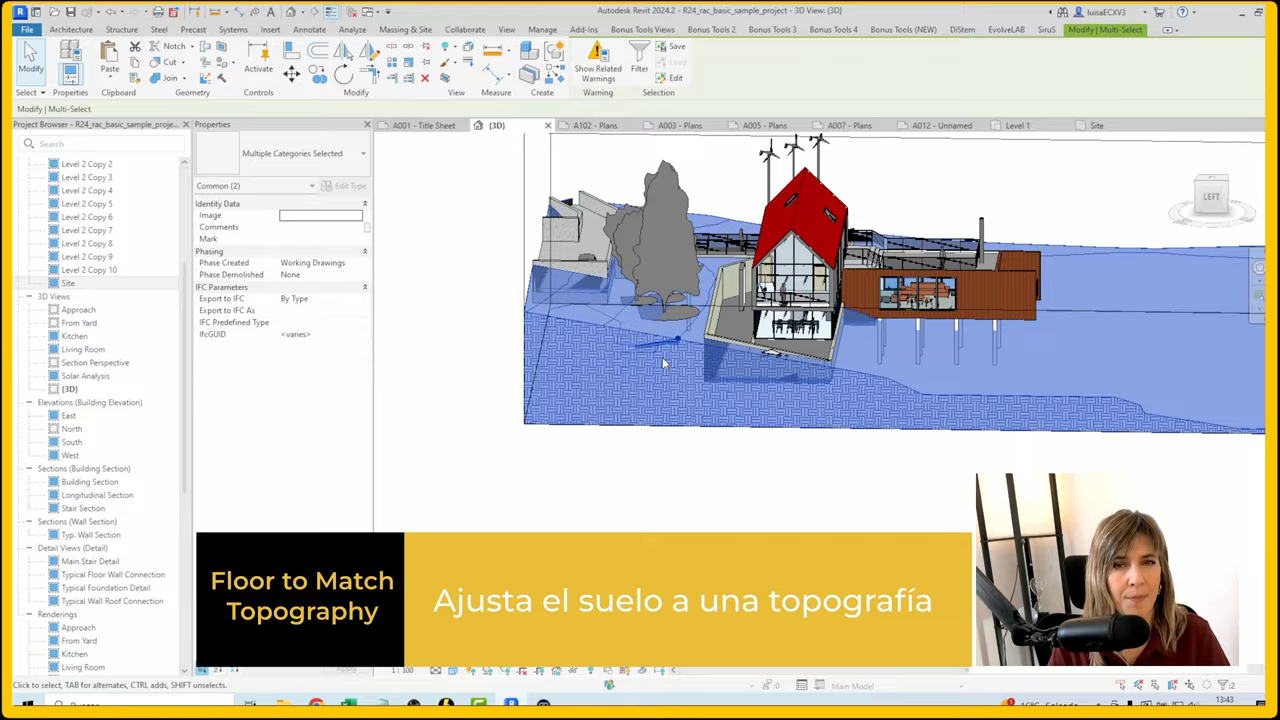 Autodesk Revit 2024.2 - R24_rac_basic_sample_project - 3D View: {3D}
luisaECXV3
File Architecture Structure Steel Precast Systems Insert Annotate Analyze Massing & Site Collaborate View Manage Add-Ins Bonus Tools Views Bonus Tools 2 Bonus Tools 3 Bonus Tools 4 Bonus Tools (NEW) DiStem EvolveLAB SiruS Modify | Multi-Select
Notch Save
Modify Paste Cut Activate Show Related Filter
Properties Join Warnings Edit
Select Properties Clipboard Geometry Controls Modify View Measure Create Warning Selection
Modify | Multi-Select
Project Browser - R24_rac_basic_sample_proje... Properties A001 - Title Sheet {3D} A102 - Plans A003 - Plans A005 - Plans A007 - Plans A012 - Unnamed Level 1 Site
Search
Level 2 Copy 2
Level 2 Copy 3
Level 2 Copy 4
Level 2 Copy 5
Level 2 Copy 6
Level 2 Copy 7
Level 2 Copy 8
Level 2 Copy 9
Level 2 Copy 10
Site
3D Views
Approach
From Yard
Kitchen
Living Room
Section Perspective
Solar Analysis
{3D}
Elevations (Building Elevation)
East
North
South
West
Sections (Building Section)
Building Section
Longitudinal Section
Stair Section
Sections (Wall Section)
Typ. Wall Section
Detail Views (Detail)
Main Stair Detail
Typical Floor Wall Connection
Typical Foundation Detail
Typical Wall Roof Connection
Renderings
Approach
From Yard
Kitchen
Living Room
Multiple Categories Selected
Common (2) Edit Type
Identity Data
Image
Comments
Mark
Phasing
Phase Created Working Drawings
Phase Demolished None
IFC Parameters
Export to IFC By Type
Export to IFC As
IFC Predefined Type
IfcGUID <varies>
LEFT
Floor to Match
Topography
Ajusta el suelo a una topografía
1 : 100
Click to select, TAB for alternates, CTRL adds, SHIFT unselects.
:0
Main Model
:2
13:43